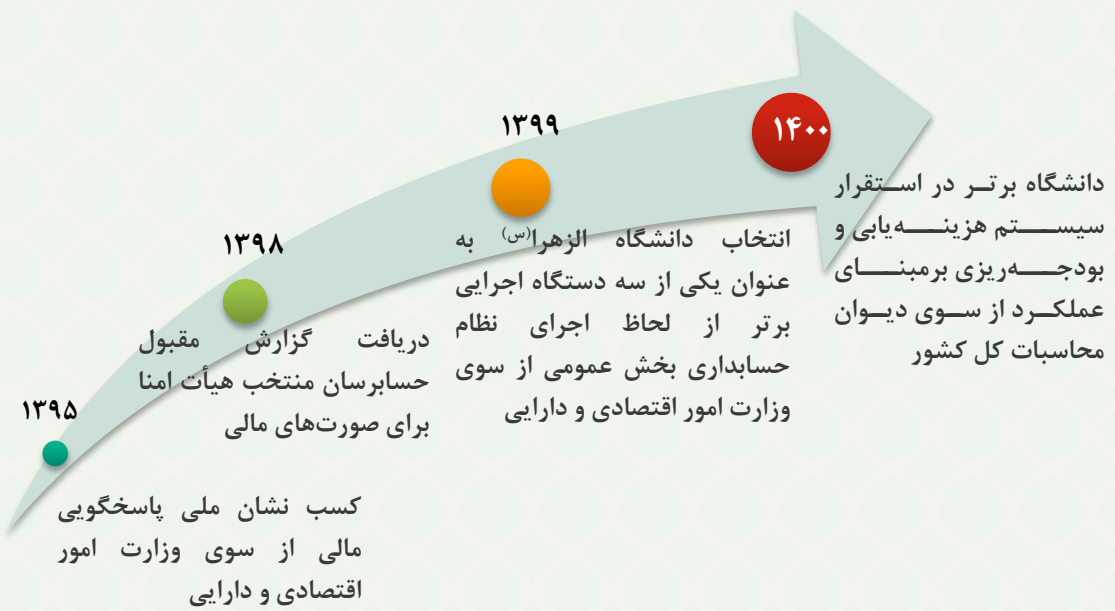 ۱۳۹۵
کسب نشان ملی پاسخگویی
مالی از سوی وزارت امور
اقتصادی و دارایی
۱۳۹۸
دریافت گزارش مقبول
حسابرسان منتخب هیأت امنا
برای صورت‌های مالی
۱۳۹۹
انتخاب دانشگاه الزهرا(س) به
عنوان یکی از سه دستگاه اجرایی
برتر از لحاظ اجرای نظام
حسابداری بخش عمومی از سوی
وزارت امور اقتصادی و دارایی
۱۴۰۰
دانشگاه برتر در استقرار
سیستم هزینه‌یابی و
بودجه‌ریزی برمبنای
عملکرد از سوی دیوان
محاسبات کل کشور